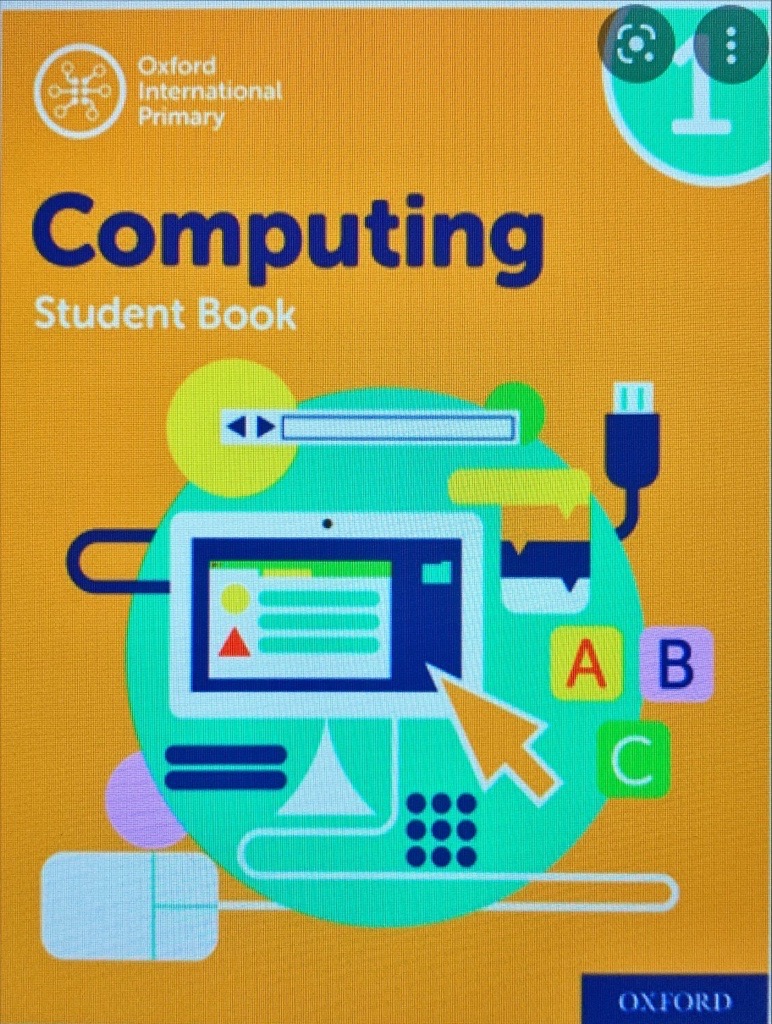 Oxford
International
Primary
1
Computing
Student Book
A
B
C
OXFORD